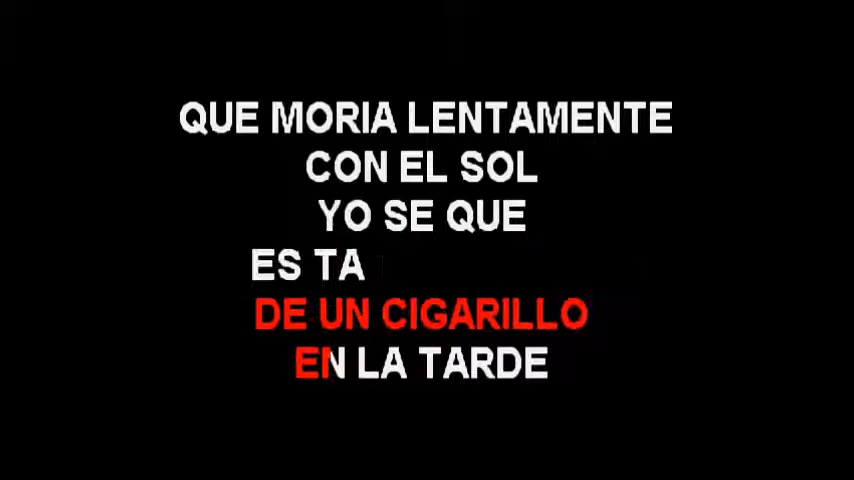 QUE MORIA LENTAMENTE
CON EL SOL
YO SE QUE
ES TA
DE UN CIGARILLO
EN LA TARDE